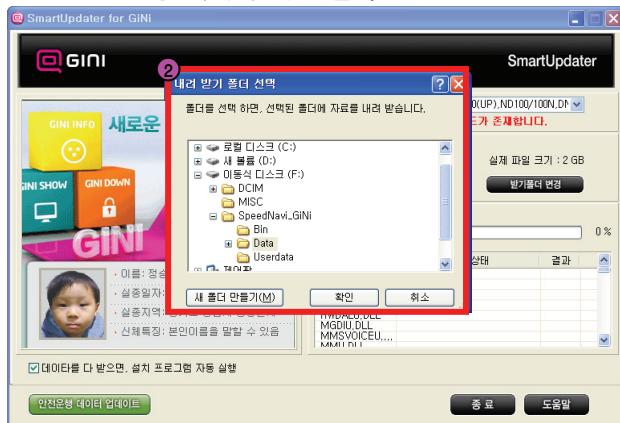 SmartUpdater for GiNi
GINI
SmartUpdater
2
내려 받기 폴더 선택
폴더를 선택 하면, 선택된 폴더에 자료를 내려 받습니다.
로컬 디스크 (C:)
새 볼륨 (D:)
이동식 디스크 (F:)
DCIM
MISC
SpeedNavi_GiNi
Bin
Data
Userdata
제어판
새 폴더 만들기(M)
확인
취소
(UP),ND100/100N,
가 존재합니다.
실제 파일 크기 : 2 GB
받기폴더 변경
0 %
상태
결과
GINI INFO
새로운
GINI SHOW
GINI DOWN
GINI
· 이름: 정승
· 실종일자:
· 실종지역:
· 신체특징: 본인이름을 말할 수 있음
HWDALU,DLL
MGDIU,DLL
MMSVOICEU,...
MMU,DLL
데이타를 다 받으면, 설치 프로그램 자동 실행
안전운행 데이터 업데이트
종 료
도움말